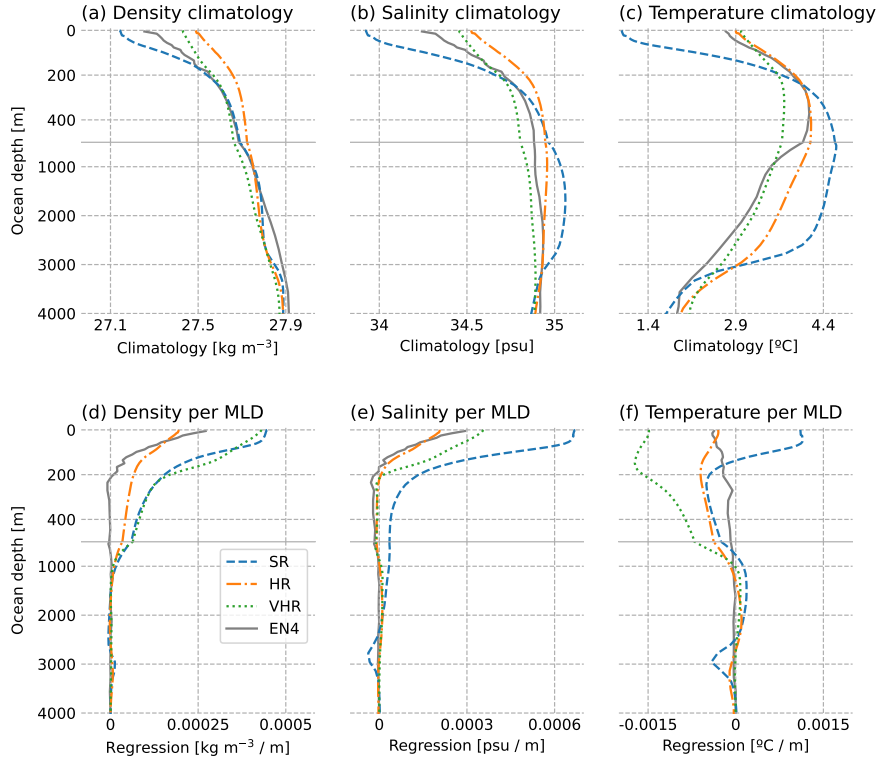 (a) Density climatology
(b) Salinity climatology
(c) Temperature climatology
Ocean depth [m]
0
200
400
1000
2000
3000
4000
27.1 27.5 27.9
34 34.5 35
1.4 2.9 4.4
Climatology [kg m⁻³]
Climatology [psu]
Climatology [ºC]
(d) Density per MLD
(e) Salinity per MLD
(f) Temperature per MLD
Ocean depth [m]
0
200
400
1000
2000
3000
4000
SR
HR
VHR
EN4
0 0.00025 0.0005
0 0.0003 0.0006
-0.0015 0 0.0015
Regression [kg m⁻³ / m]
Regression [psu / m]
Regression [ºC / m]